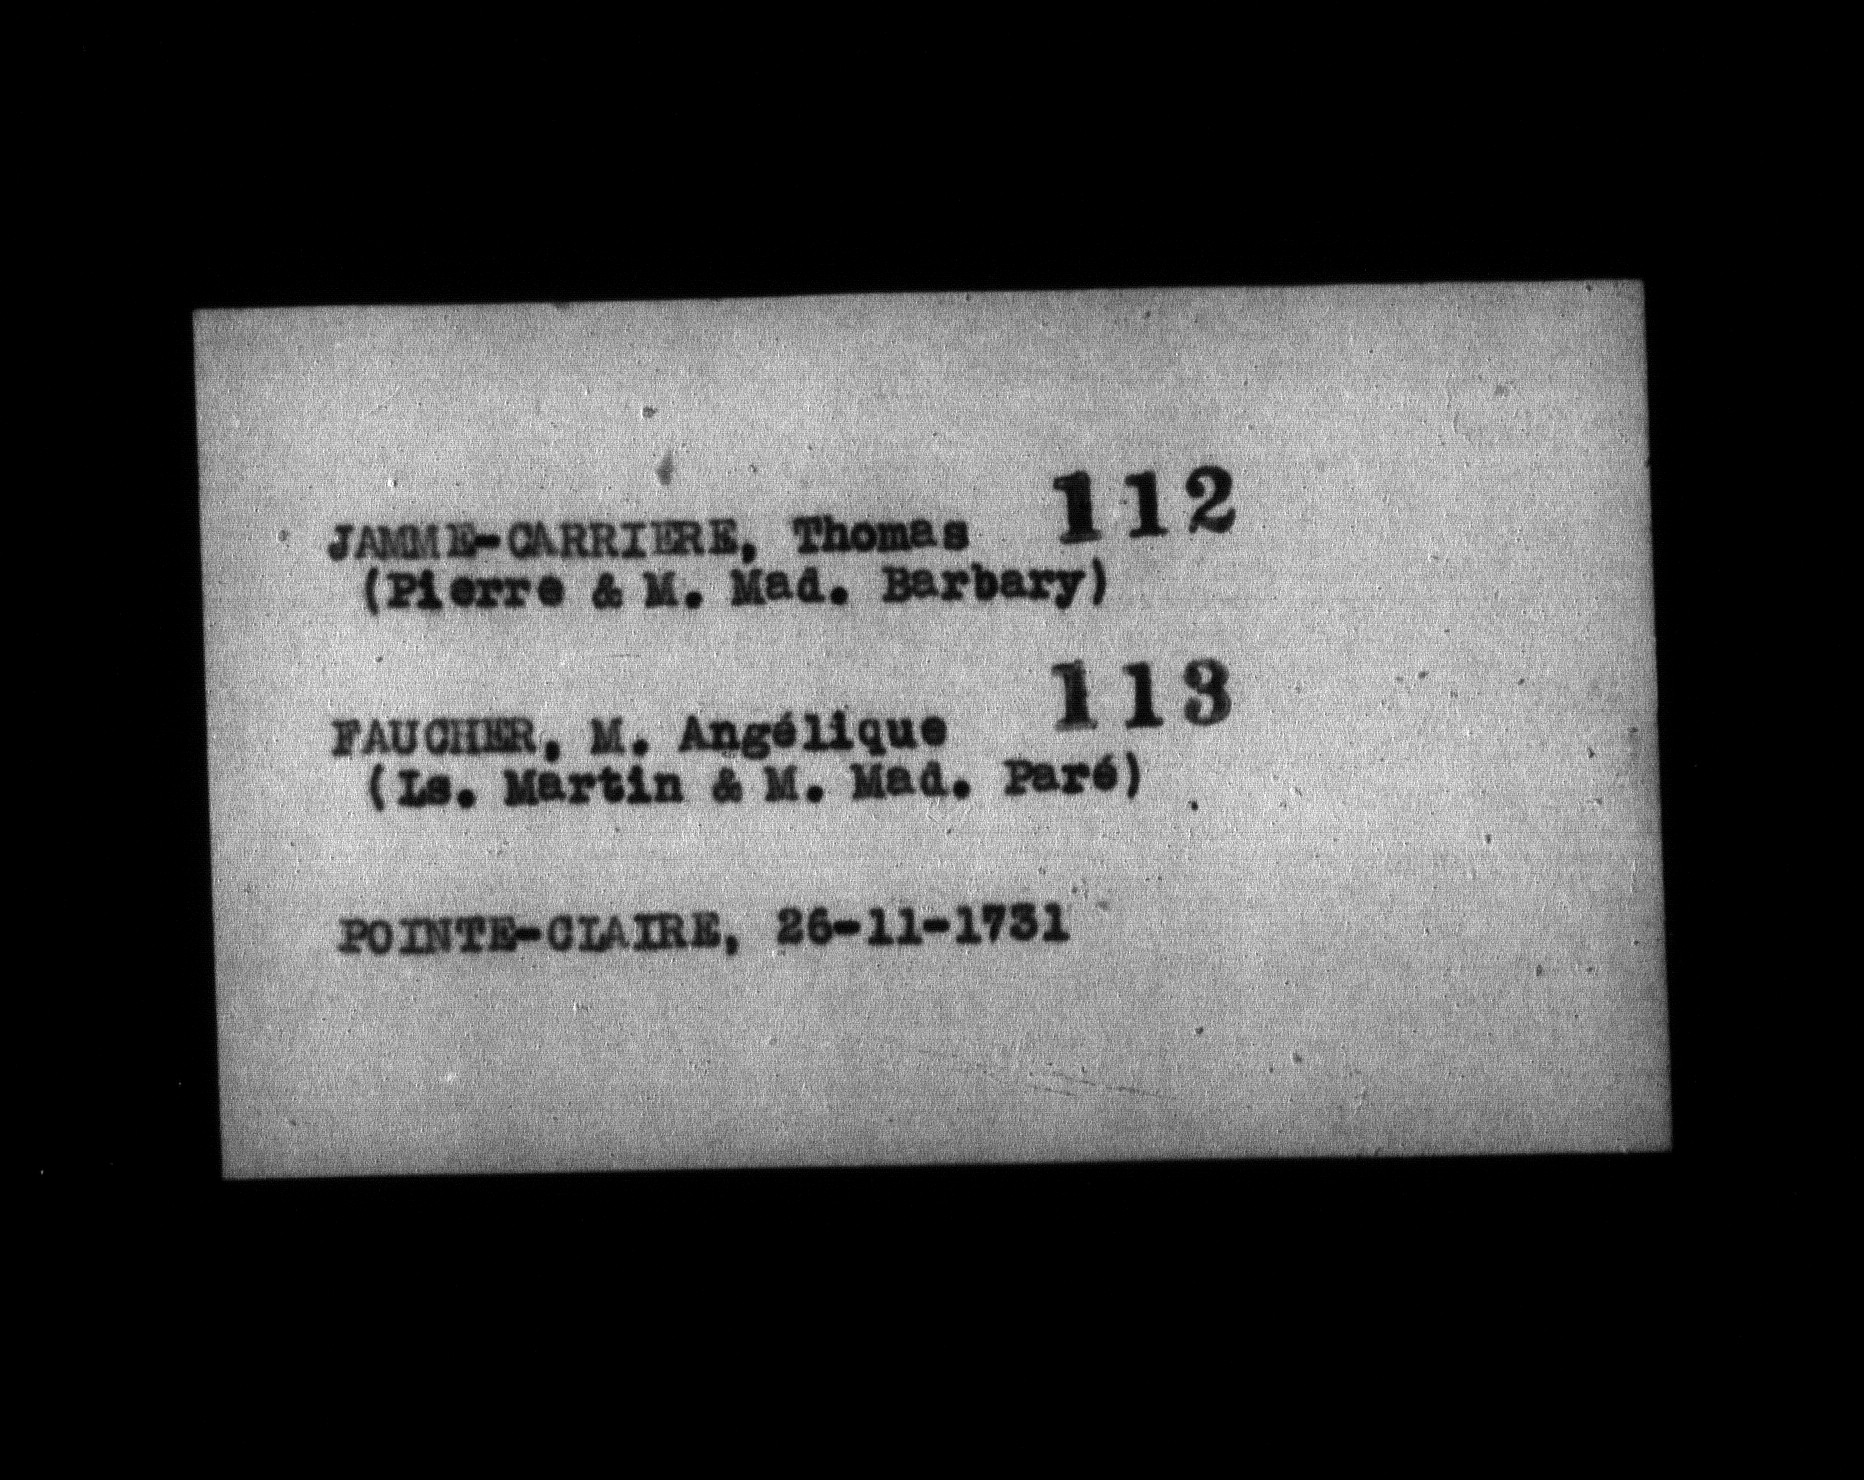 JAMME-CARRIERE, Thomas 112
(Pierre & M. Mad. Barbary)
FAUCHER, M. Angélique 113
(Ls. Martin & M. Mad. Paré)
POINTE-CLAIRE, 26-11-1731